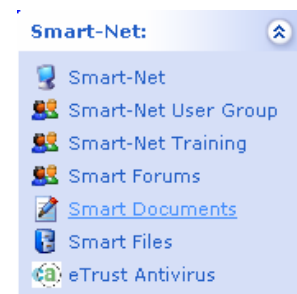 Smart-Net:
Smart-Net
Smart-Net User Group
Smart-Net Training
Smart Forums
Smart Documents
Smart Files
ca eTrust Antivirus